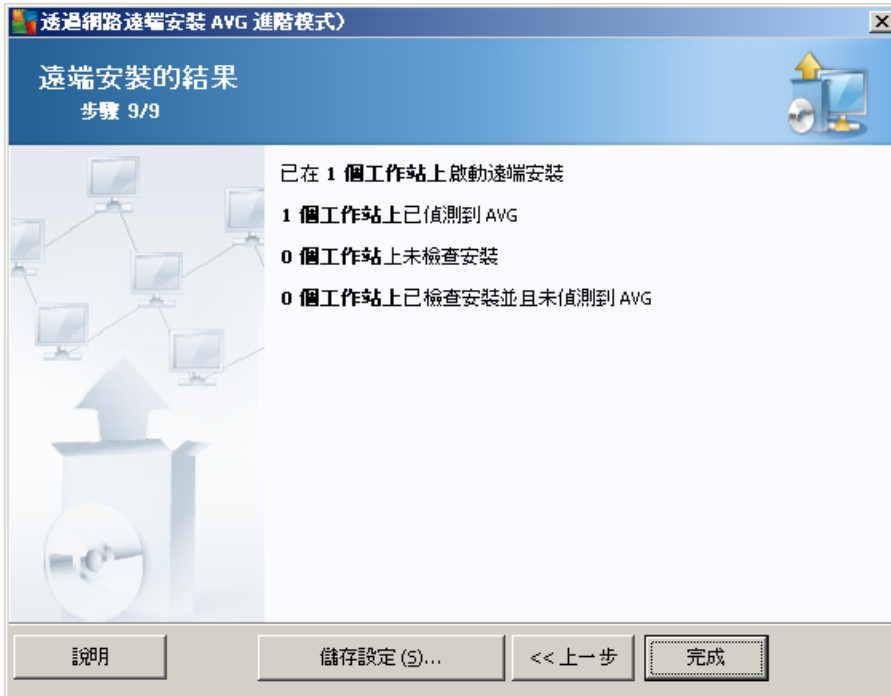 透過網路遠端安裝 AVG 進階模式)
遠端安裝的結果
步驟 9/9
已在 1 個工作站上啟動遠端安裝
1 個工作站上已偵測到 AVG
0 個工作站上未檢查安裝
0 個工作站上已檢查安裝並且未偵測到 AVG
說明
儲存設定 (S)...
<< 上一步
完成